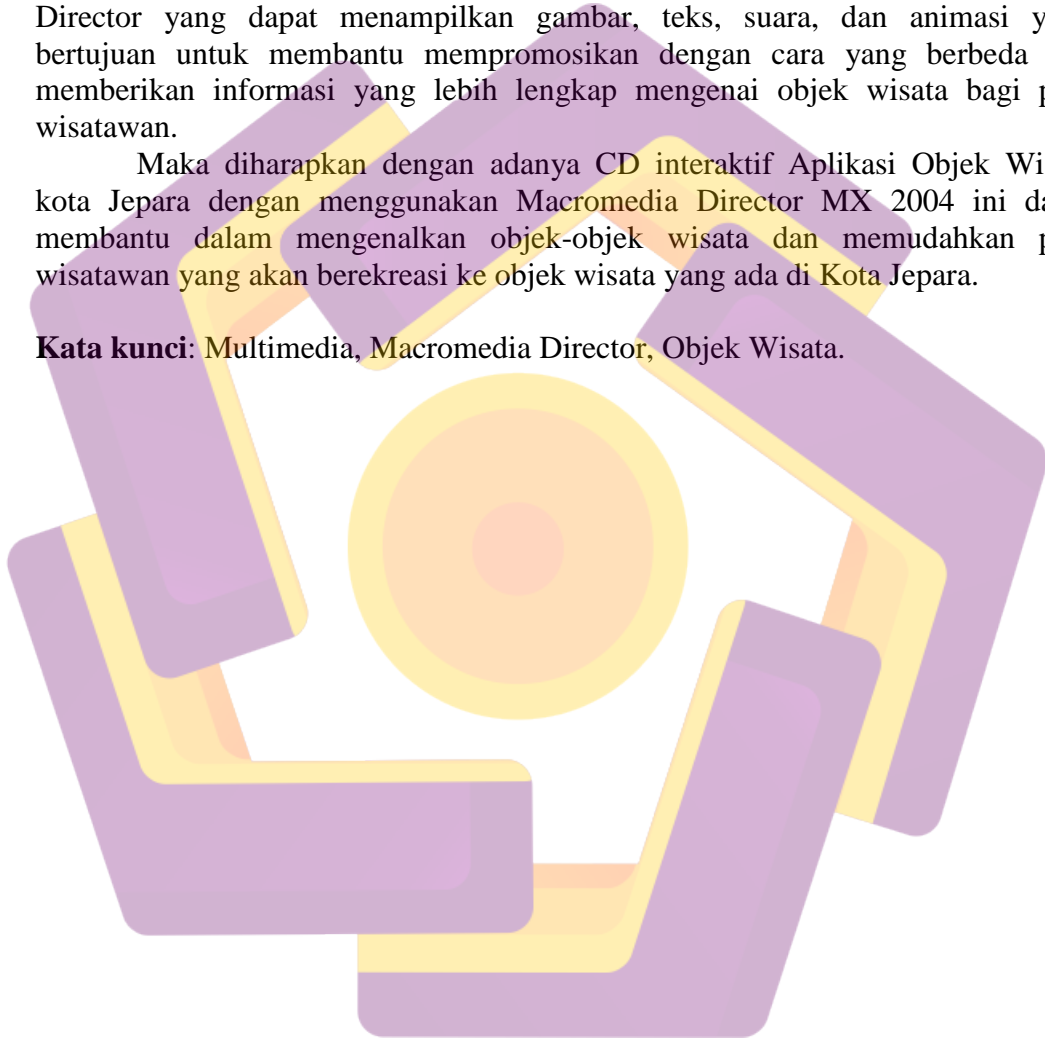 Director yang dapat menampilkan gambar, teks, suara, dan animasi y
bertujuan untuk membantu mempromosikan dengan cara yang berbeda
memberikan informasi yang lebih lengkap mengenai objek wisata bagi p
wisatawan.
Maka diharapkan dengan adanya CD interaktif Aplikasi Objek Wi
kota Jepara dengan menggunakan Macromedia Director MX 2004 ini da
membantu dalam mengenalkan objek-objek wisata dan memudahkan p
wisatawan yang akan berekreasi ke objek wisata yang ada di Kota Jepara.
Kata kunci: Multimedia, Macromedia Director, Objek Wisata.